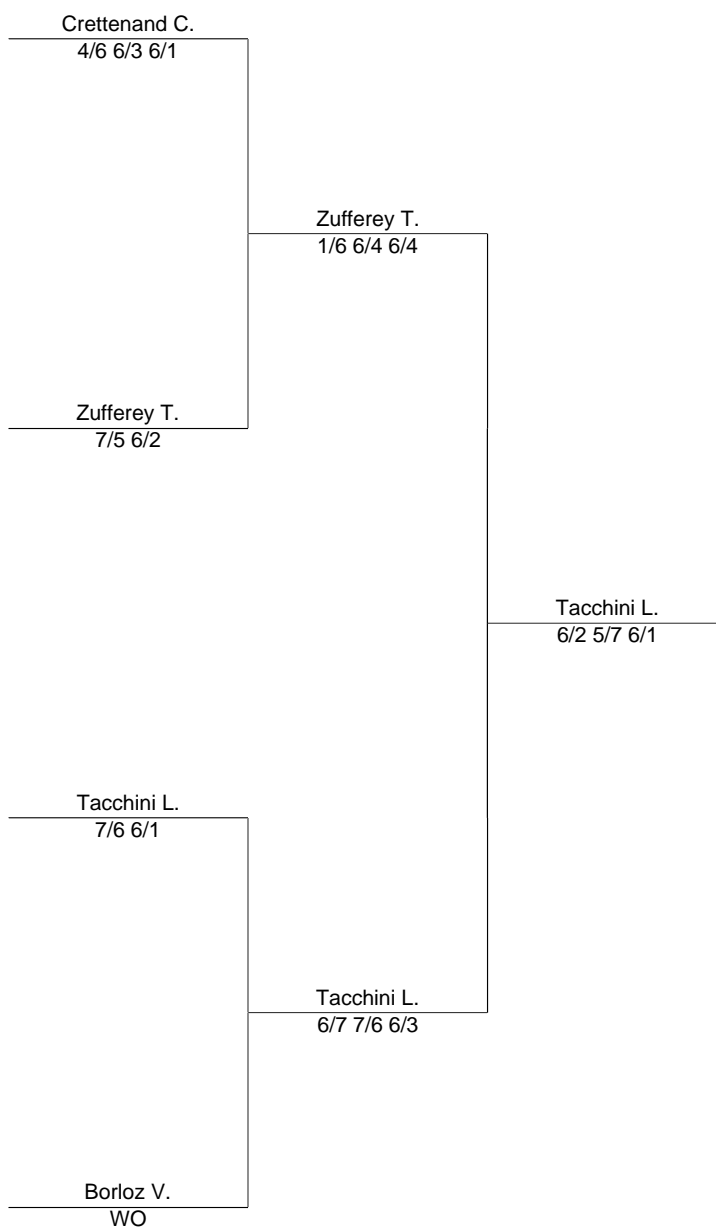 Crettenand C.
4/6 6/3 6/1
Zufferey T.
1/6 6/4 6/4
Zufferey T.
7/5 6/2
Tacchini L.
6/2 5/7 6/1
Tacchini L.
7/6 6/1
Tacchini L.
6/7 7/6 6/3
Borloz V.
WO